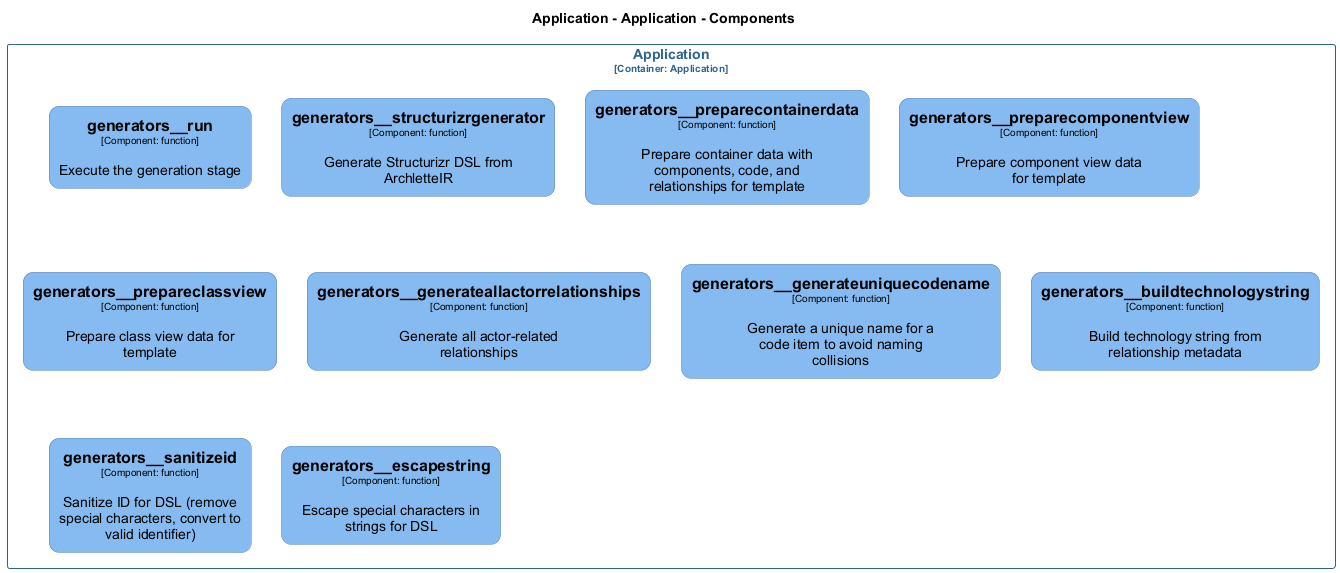 Application - Application - Components
Application
[Container: Application]
generators__run
[Component: function]
Execute the generation stage
generators__structurizrgenerator
[Component: function]
Generate Structurizr DSL from
ArchletteIR
generators__preparecontainerdata
[Component: function]
Prepare container data with
components, code, and
relationships for template
generators__preparecomponentview
[Component: function]
Prepare component view data
for template
generators__prepareclassview
[Component: function]
Prepare class view data for
template
generators__generateallactorrelationships
[Component: function]
Generate all actor-related
relationships
generators__generateuniquecodename
[Component: function]
Generate a unique name for a
code item to avoid naming
collisions
generators__buildtechnologystring
[Component: function]
Build technology string from
relationship metadata
generators__sanitizeid
[Component: function]
Sanitize ID for DSL (remove
special characters, convert to
valid identifier)
generators__escapestring
[Component: function]
Escape special characters in
strings for DSL